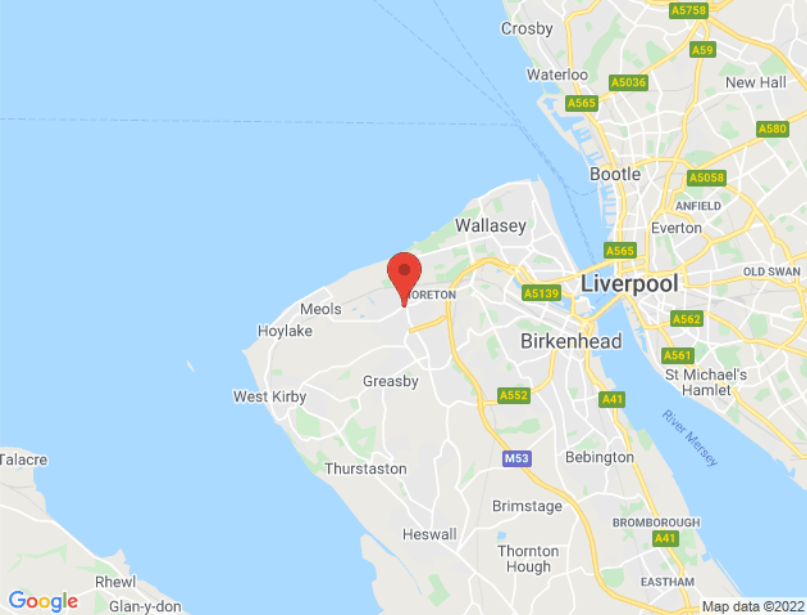 A5758
Crosby
A59
Waterloo
A5036
New Hall
A565
A580
Bootle
A5058
ANFIELD
Wallasey
Everton
A565
OLD SWAN
Liverpool
MORETON
A5139
Meols
A562
Hoylake
Birkenhead
A561
St Michael's
Hamlet
Greasby
West Kirby
A552
A41
River Mersey
Talacre
M53
Bebington
Thurstaston
Brimstage
BROMBOROUGH
Heswall
A41
Thornton
Hough
Rhewl
EASTHAM
Google
Glan-y-don
Map data ©2022